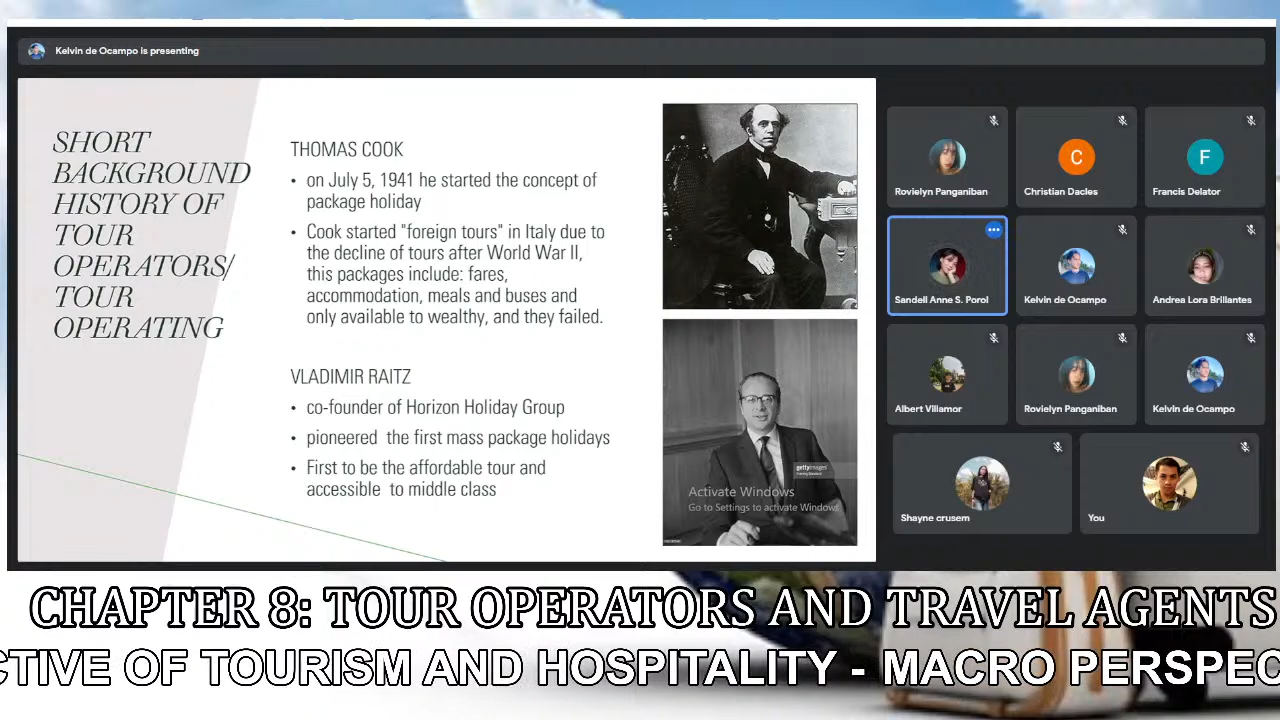 Kelvin de Ocampo is presenting
SHORT
BACKGROUND
HISTORY OF
TOUR
OPERATORS/
TOUR
OPERATING
THOMAS COOK
• on July 5, 1941 he started the concept of
package holiday
• Cook started "foreign tours" in Italy due to
the decline of tours after World War II,
this packages include: fares,
accommodation, meals and buses and
only available to wealthy, and they failed.
VLADIMIR RAITZ
• co-founder of Horizon Holiday Group
• pioneered the first mass package holidays
• First to be the affordable tour and
accessible to middle class
gettyimages
Activate Windows
Go to Settings to activate Windows.
Rovielyn Panganiban
C
Christian Dacles
F
Francis Delator
Sandell Anne S. Porol
Kelvin de Ocampo
Andrea Lora Brillantes
Albert Villamor
Rovielyn Panganiban
Kelvin de Ocampo
Shayne crusem
You
CHAPTER 8: TOUR OPERATORS AND TRAVEL AGENTS
CTIVE OF TOURISM AND HOSPITALITY - MACRO PERSPEC